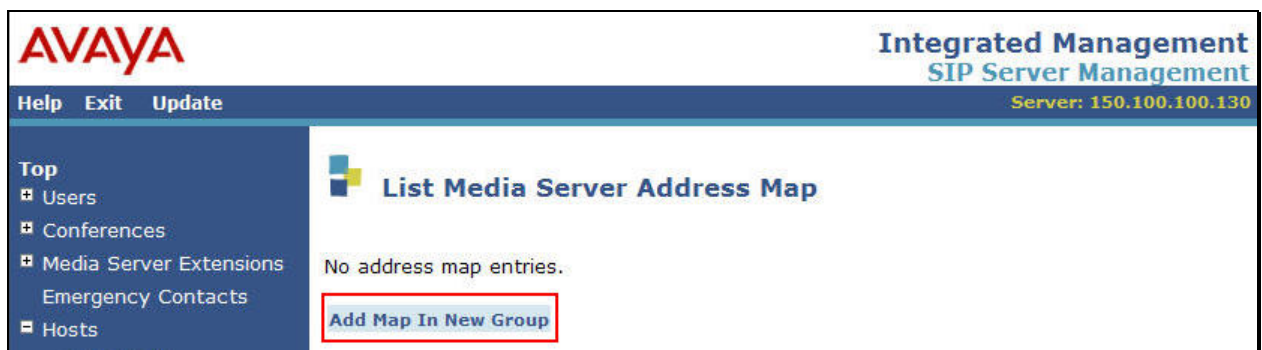 AVAYA
Integrated Management
SIP Server Management
Help Exit Update
Server: 150.100.100.130
Top
Users
Conferences
Media Server Extensions
Emergency Contacts
Hosts
List Media Server Address Map
No address map entries.
Add Map In New Group